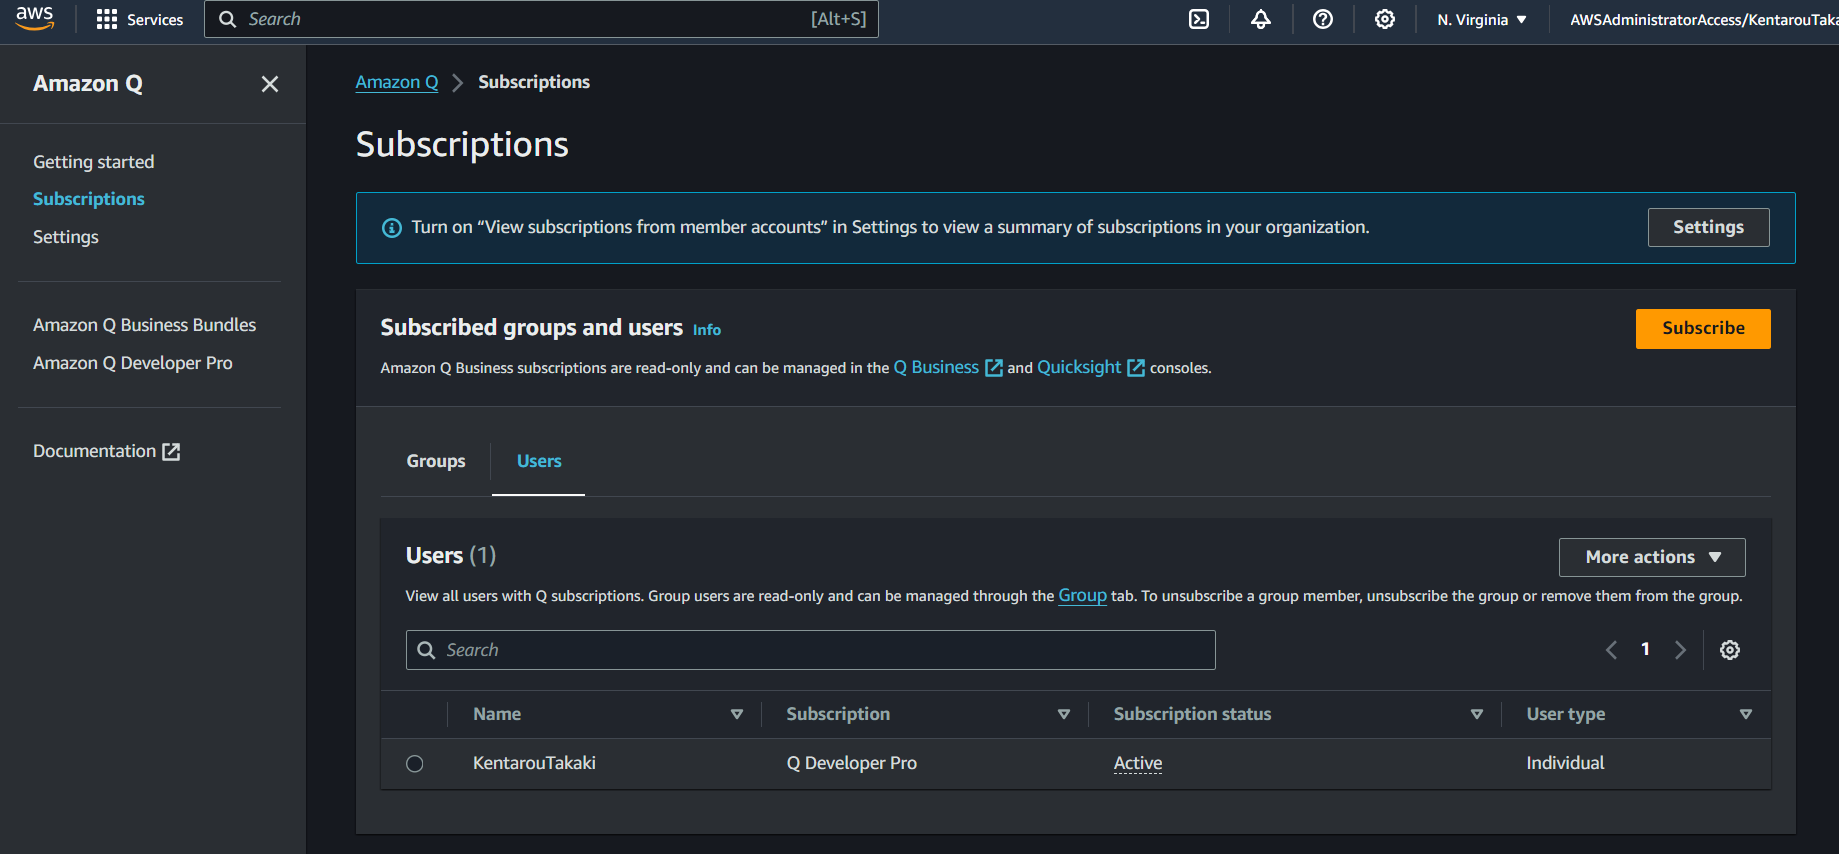 aws
Services
Search
[Alt+S]
N. Virginia
AWSAdministratorAccess/KentarouTaka
Amazon Q
Getting started
Subscriptions
Settings
Amazon Q Business Bundles
Amazon Q Developer Pro
Documentation
Amazon Q > Subscriptions
Subscriptions
Turn on “View subscriptions from member accounts” in Settings to view a summary of subscriptions in your organization.
Settings
Subscribed groups and users Info
Subscribe
Amazon Q Business subscriptions are read-only and can be managed in the Q Business and Quicksight consoles.
Groups
Users
Users (1)
More actions
View all users with Q subscriptions. Group users are read-only and can be managed through the Group tab. To unsubscribe a group member, unsubscribe the group or remove them from the group.
Search
1
Name
Subscription
Subscription status
User type
KentarouTakaki
Q Developer Pro
Active
Individual